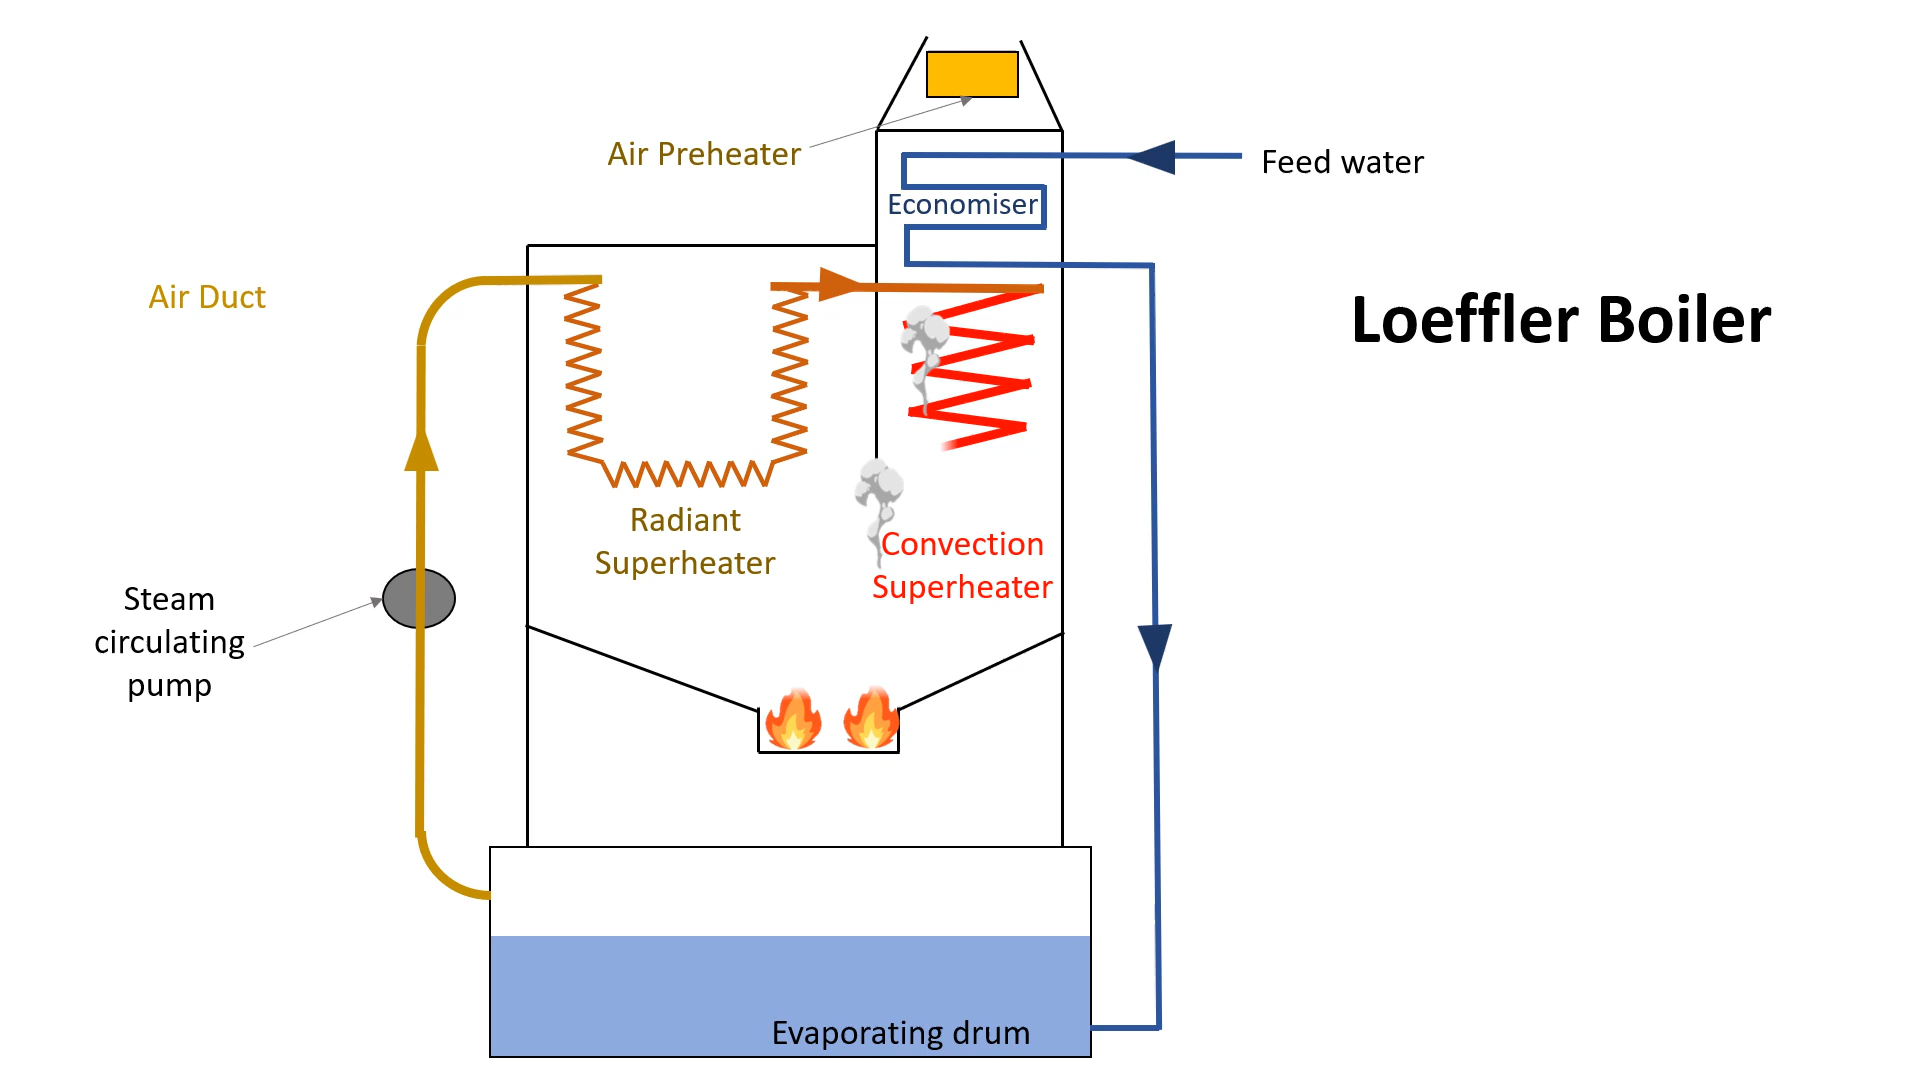 Air Preheater
Feed water
Economiser
Air Duct
Loeffler Boiler
Radiant
Superheater
Convection
Superheater
Steam
circulating
pump
Evaporating drum